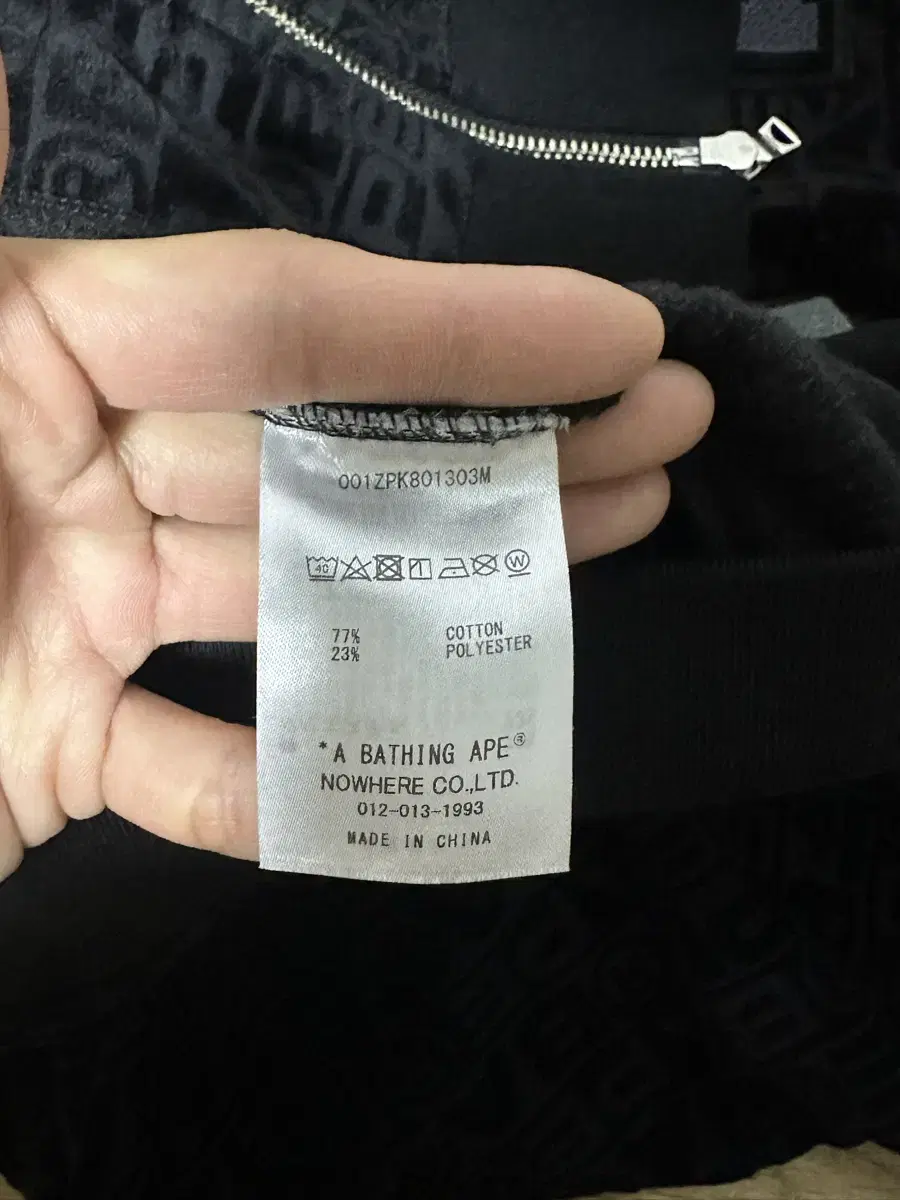 001ZPK801303M
40 W
77% COTTON
23% POLYESTER
*A BATHING APE®
NOWHERE CO.,LTD.
012-013-1993
MADE IN CHINA